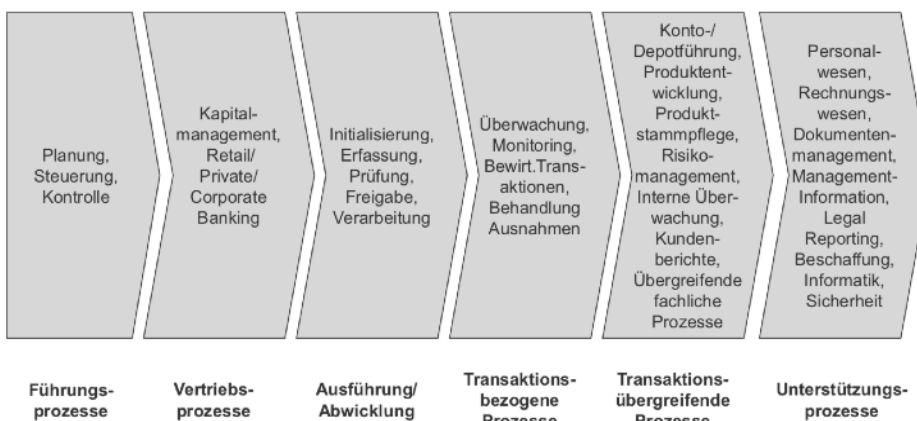 Planung,
Steuerung,
Kontrolle
Kapital-
management,
Retail/
Private/
Corporate
Banking
Initialisierung,
Erfassung,
Prüfung,
Freigabe,
Verarbeitung
Überwachung,
Monitoring,
Bewirt.Trans-
aktionen,
Behandlung
Ausnahmen
Konto-/
Depotführung,
Produktent-
wicklung,
Produkt-
stammpflege,
Risiko-
management,
Interne Über-
wachung,
Kunden-
berichte,
Übergreifende
fachliche
Prozesse
Personal-
wesen,
Rechnungs-
wesen,
Dokumenten-
management,
Management-
Information,
Legal
Reporting,
Beschaffung,
Informatik,
Sicherheit
Führungs-
prozesse
Vertriebs-
prozesse
Ausführung/
Abwicklung
Transaktions-
bezogene
Prozesse
Transaktions-
übergreifende
Prozesse
Unterstützungs-
prozesse